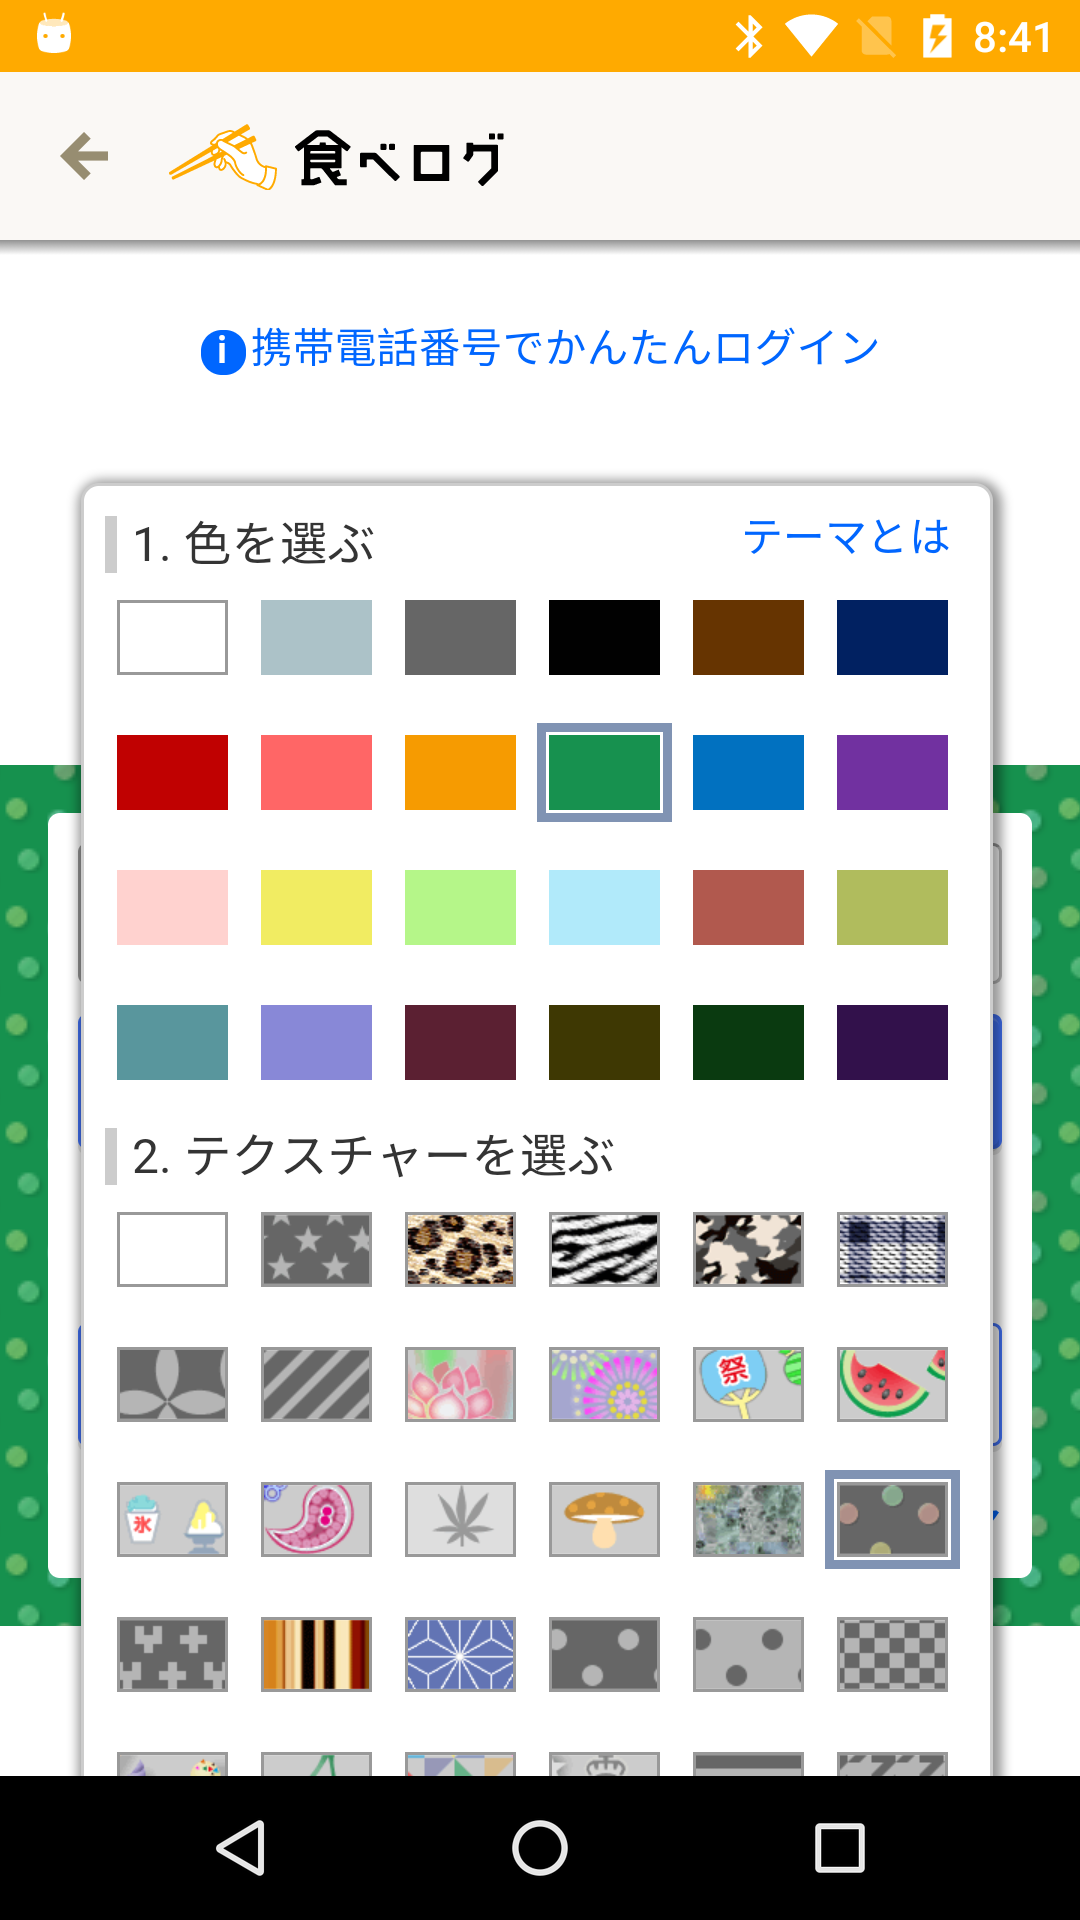 8:41
食べログ
i携帯電話番号でかんたんログイン
1. 色を選ぶ
テーマとは
2. テクスチャーを選ぶ
祭
氷